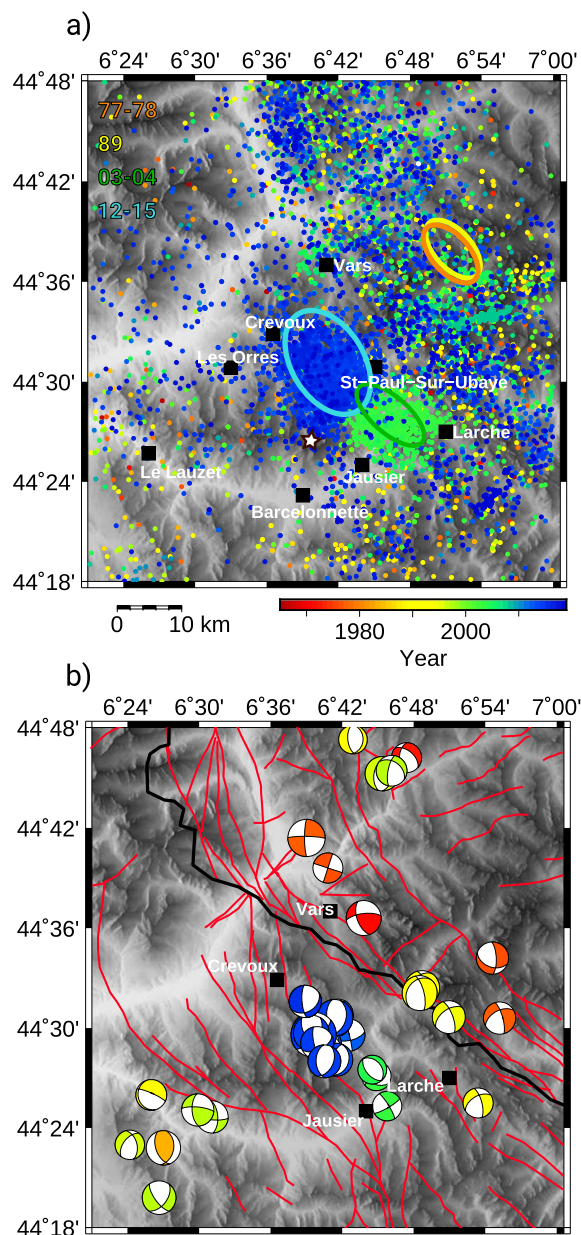 a)
6°24' 6°30' 6°36' 6°42' 6°48' 6°54' 7°00'
44°48'
77-78
89
44°42'
03-04
12-15
44°36'
Vars
Crevoux
Les Orres
44°30'
St-Paul-Sur-Ubaye
Larche
44°24'
Le Lauzet
Jausier
Barcelonnette
44°18'
0 10 km
1980 2000
Year
b)
6°24' 6°30' 6°36' 6°42' 6°48' 6°54' 7°00'
44°48'
44°42'
44°36'
Vars
Crevoux
44°30'
Larche
Jausier
44°24'
44°18'